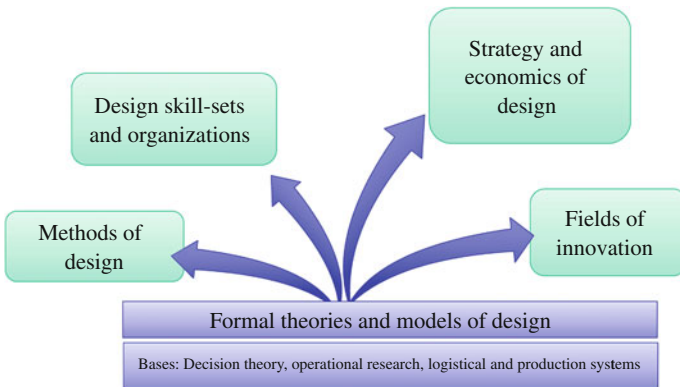 Strategy and
economics of
design
Design skill-sets
and organizations
Methods of
design
Fields of
innovation
Formal theories and models of design
Bases: Decision theory, operational research, logistical and production systems